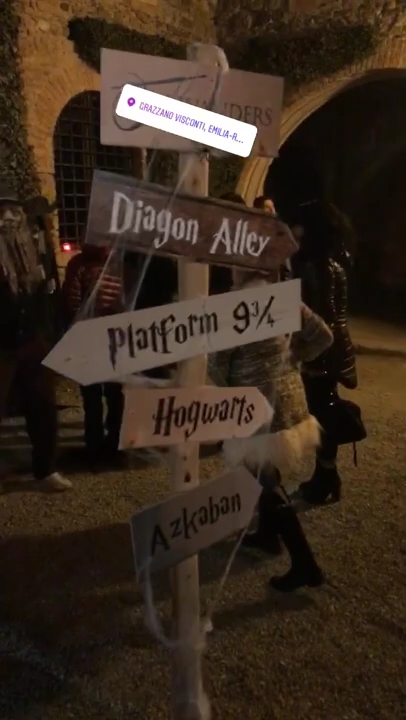 GRAZZANO VISCONTI, EMILIA-R...
Diagon Alley
Platform 9¾
Hogwarts
Azkaban